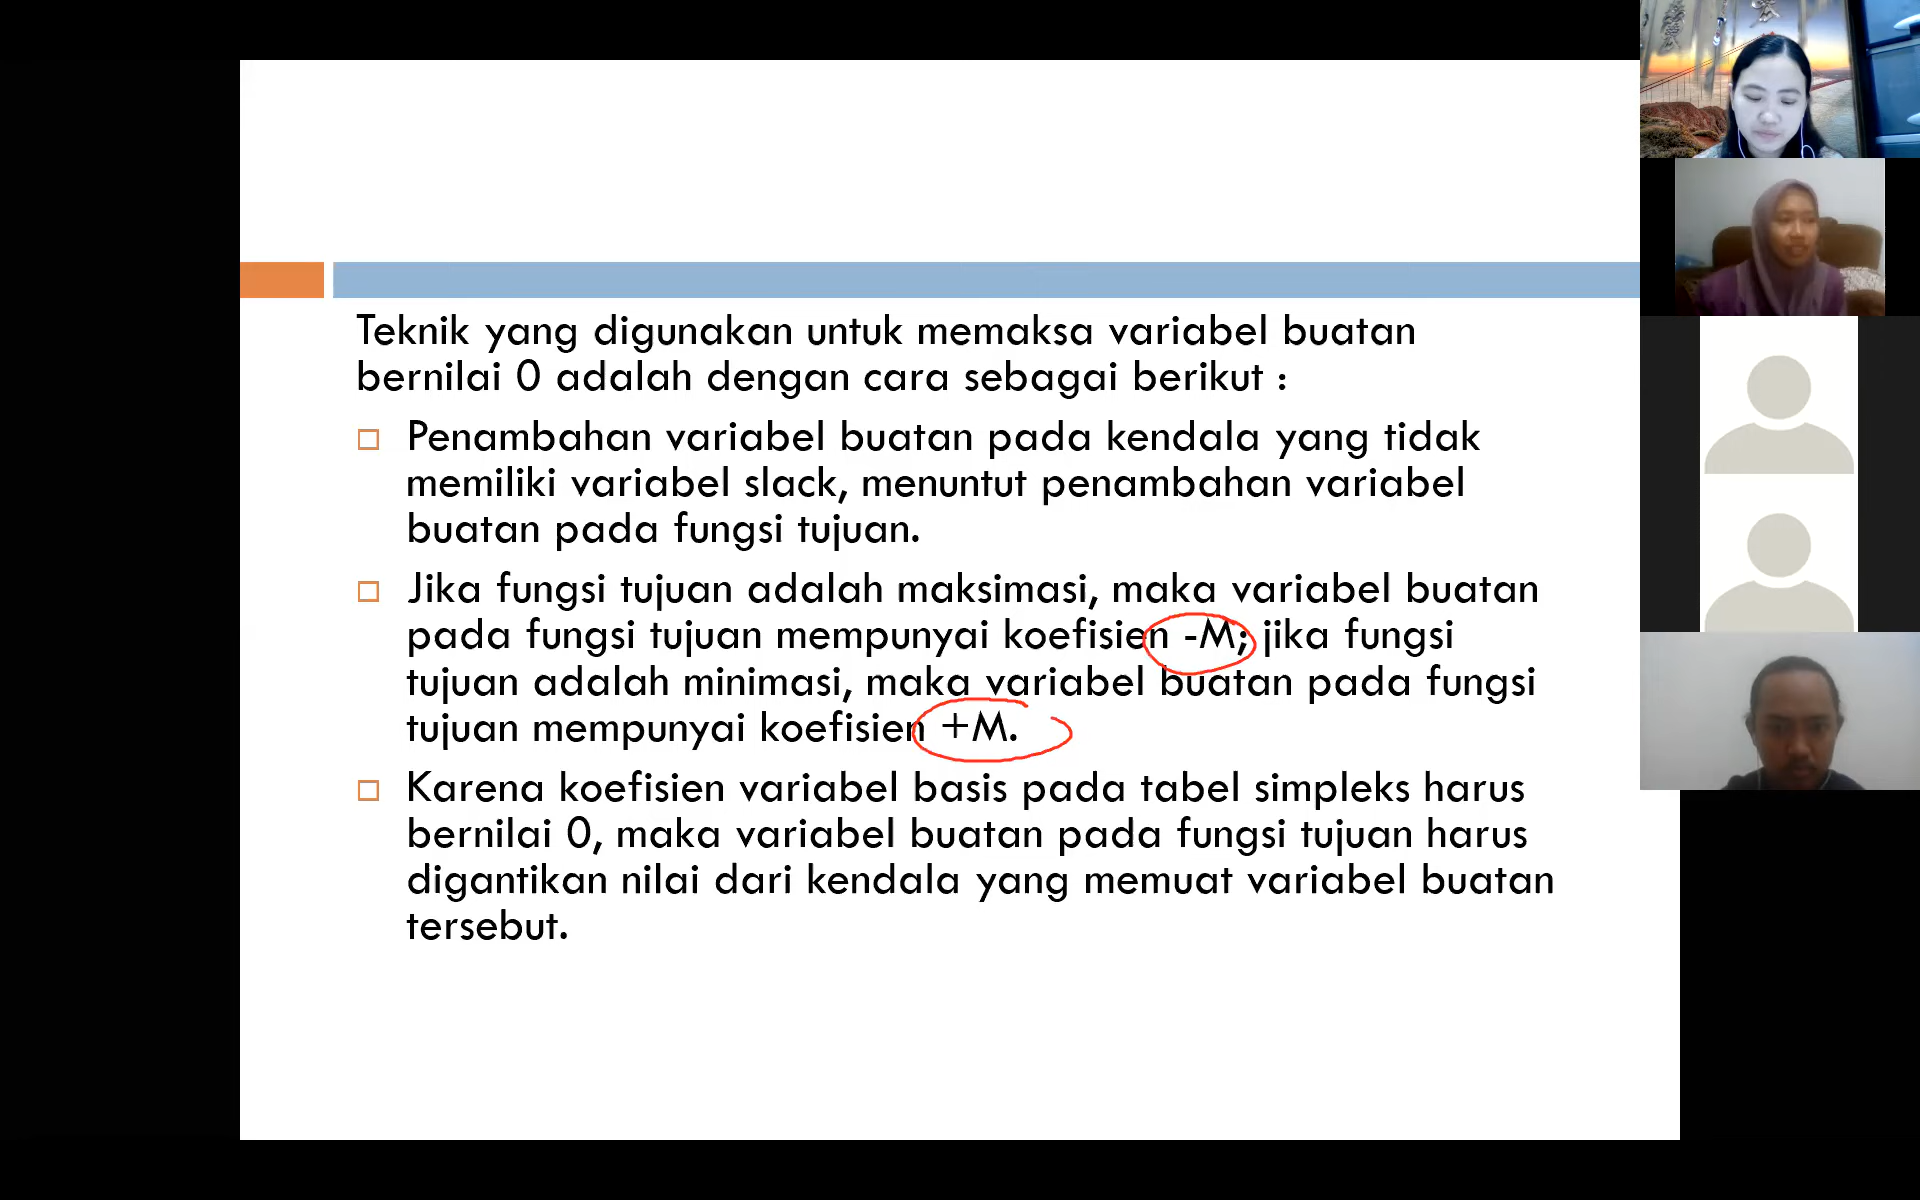 Teknik yang digunakan untuk memaksa variabel buatan
bernilai 0 adalah dengan cara sebagai berikut :
Penambahan variabel buatan pada kendala yang tidak
memiliki variabel slack, menuntut penambahan variabel
buatan pada fungsi tujuan.
Jika fungsi tujuan adalah maksimasi, maka variabel buatan
pada fungsi tujuan mempunyai koefisien -M; jika fungsi
tujuan adalah minimasi, maka variabel buatan pada fungsi
tujuan mempunyai koefisien +M.
Karena koefisien variabel basis pada tabel simpleks harus
bernilai 0, maka variabel buatan pada fungsi tujuan harus
digantikan nilai dari kendala yang memuat variabel buatan
tersebut.